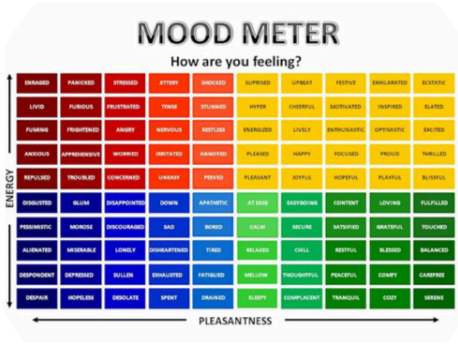 MOOD METER
How are you feeling?
ENRAGED PANICKED STRESSED JITTERY SHOCKED SUPRISED UPBEAT FESTIVE EXHILARATED ECSTATIC
LIVID FURIOUS FRUSTRATED TENSE STUNNED HYPER CHEERFUL MOTIVATED INSPIRED ELATED
FUMING FRIGHTENED ANGRY NERVOUS RESTLESS ENERGIZED LIVELY ENTHUSIASTIC OPTIMISTIC EXCITED
ANXIOUS APPREHENSIVE WORRIED IRRITATED ANNOYED PLEASED HAPPY FOCUSED PROUD THRILLED
REPULSED TROUBLED CONCERNED UNEASY PEEVED PLEASANT JOYFUL HOPEFUL PLAYFUL BLISSFUL
DISGUSTED GLUM DISAPPOINTED DOWN APATHETIC AT EASE EASYGOING CONTENT LOVING FULFILLED
PESSIMISTIC MOROSE DISCOURAGED SAD BORED CALM SECURE SATISFIED GRATEFUL TOUCHED
ALIENATED MISERABLE LONELY DISHEARTENED TIRED RELAXED CHILL RESTFUL BLESSED BALANCED
DESPONDENT DEPRESSED SULLEN EXHAUSTED FATIGUED MELLOW THOUGHTFUL PEACEFUL COMFY CAREFREE
DESPAIR HOPELESS DESOLATE SPENT DRAINED SLEEPY COMPLACENT TRANQUIL COZY SERENE
ENERGY
PLEASANTNESS